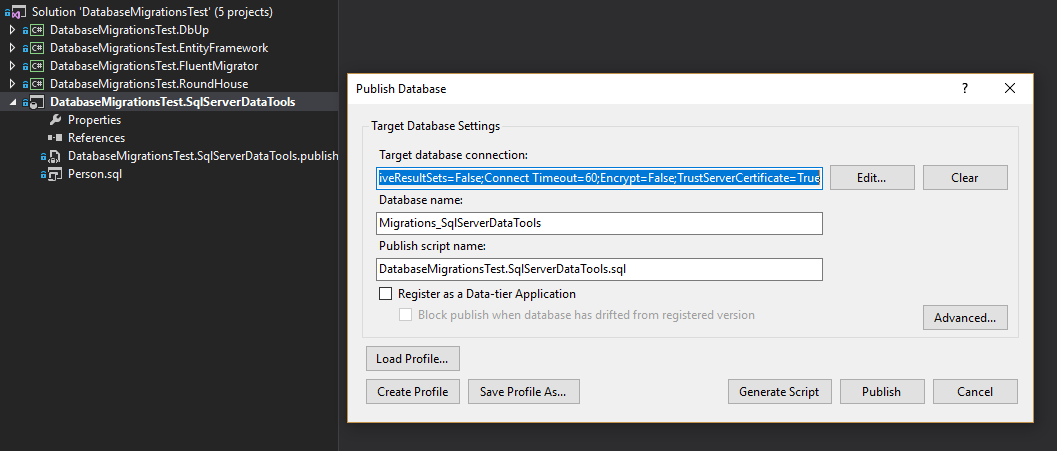 Solution 'DatabaseMigrationsTest' (5 projects)
DatabaseMigrationsTest.DbUp
DatabaseMigrationsTest.EntityFramework
DatabaseMigrationsTest.FluentMigrator
DatabaseMigrationsTest.RoundHouse
DatabaseMigrationsTest.SqlServerDataTools
Properties
References
DatabaseMigrationsTest.SqlServerDataTools.publish
Person.sql
Publish Database
Target Database Settings
Target database connection:
iveResultSets=False;Connect Timeout=60;Encrypt=False;TrustServerCertificate=True
Edit...
Clear
Database name:
Migrations_SqlServerDataTools
Publish script name:
DatabaseMigrationsTest.SqlServerDataTools.sql
Register as a Data-tier Application
Block publish when database has drifted from registered version
Advanced...
Load Profile...
Create Profile
Save Profile As...
Generate Script
Publish
Cancel